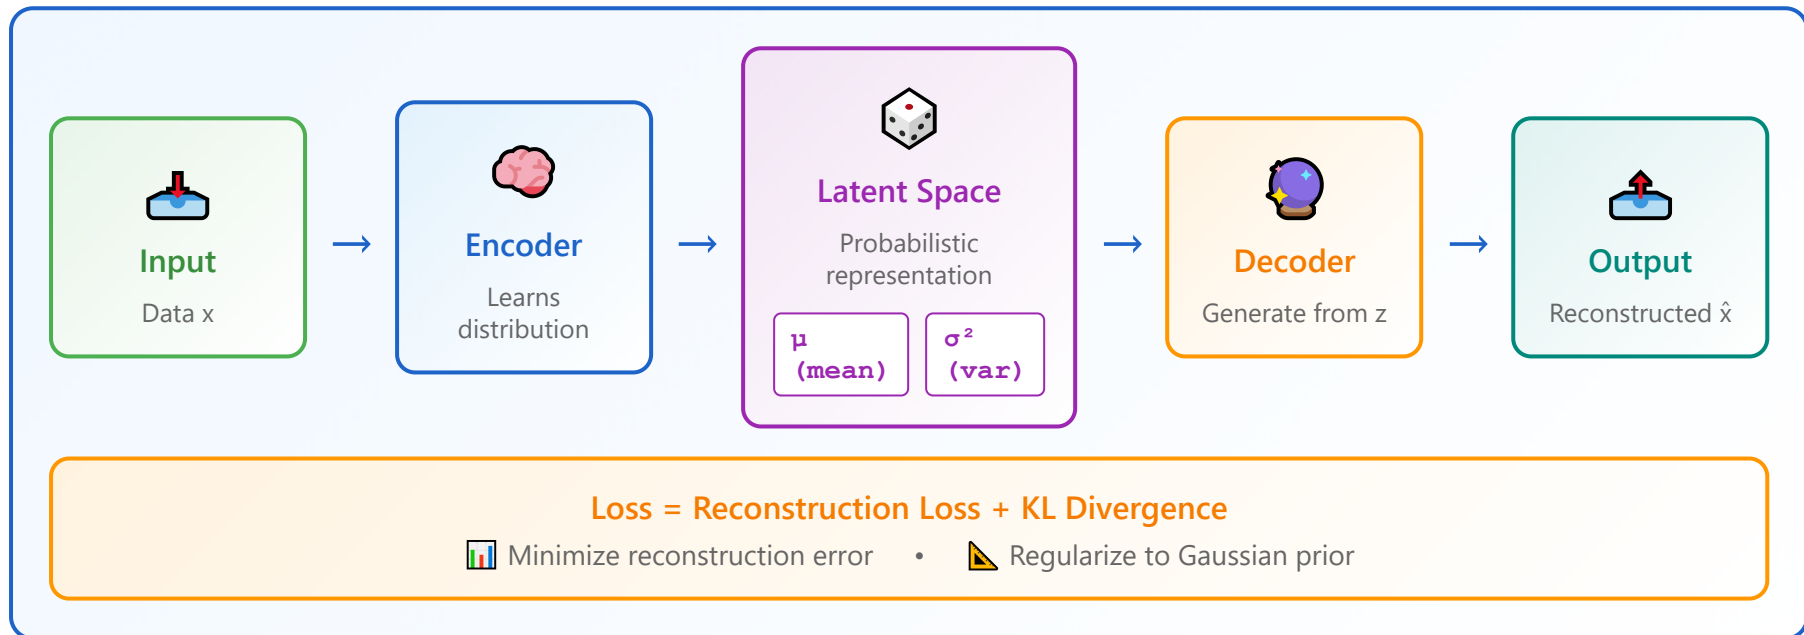 Input
Data x
→
Encoder
Learns
distribution
→
Latent Space
Probabilistic
representation
μ
(mean)
σ²
(var)
→
Decoder
Generate from z
→
Output
Reconstructed x̂
Loss = Reconstruction Loss + KL Divergence
Minimize reconstruction error • Regularize to Gaussian prior